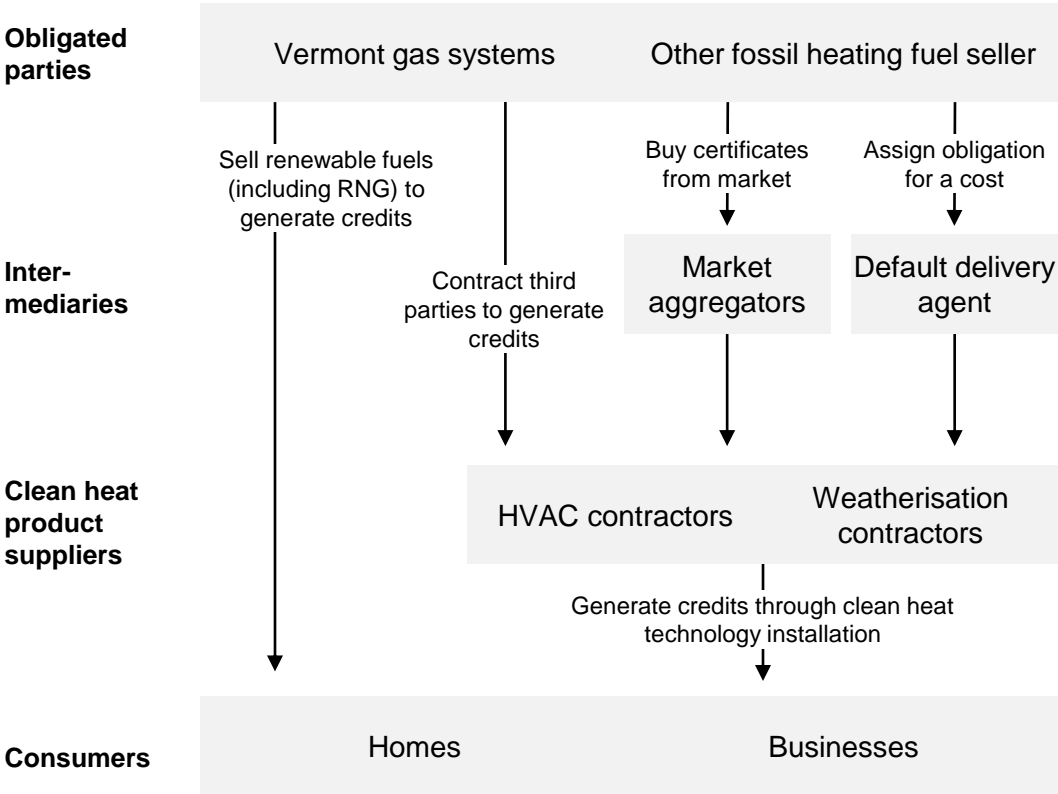 Obligated
parties
Vermont gas systems
Other fossil heating fuel seller
Sell renewable fuels
(including RNG) to
generate credits
Contract third
parties to generate
credits
Buy certificates
from market
Assign obligation
for a cost
Inter-
mediaries
Market
aggregators
Default delivery
agent
Clean heat
product
suppliers
HVAC contractors
Weatherisation
contractors
Generate credits through clean heat
technology installation
Consumers
Homes
Businesses